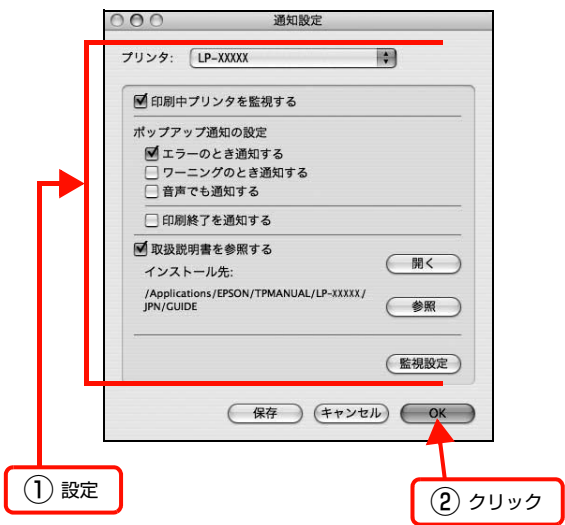 通知設定
プリンタ: LP-XXXXX
印刷中プリンタを監視する
ポップアップ通知の設定
エラーのとき通知する
ワーニングのとき通知する
音声でも通知する
印刷終了を通知する
取扱説明書を参照する
インストール先:
開く
/Applications/EPSON/TPMANUAL/LP-XXXXX/
JPN/GUIDE
参照
監視設定
保存 キャンセル OK
① 設定
② クリック